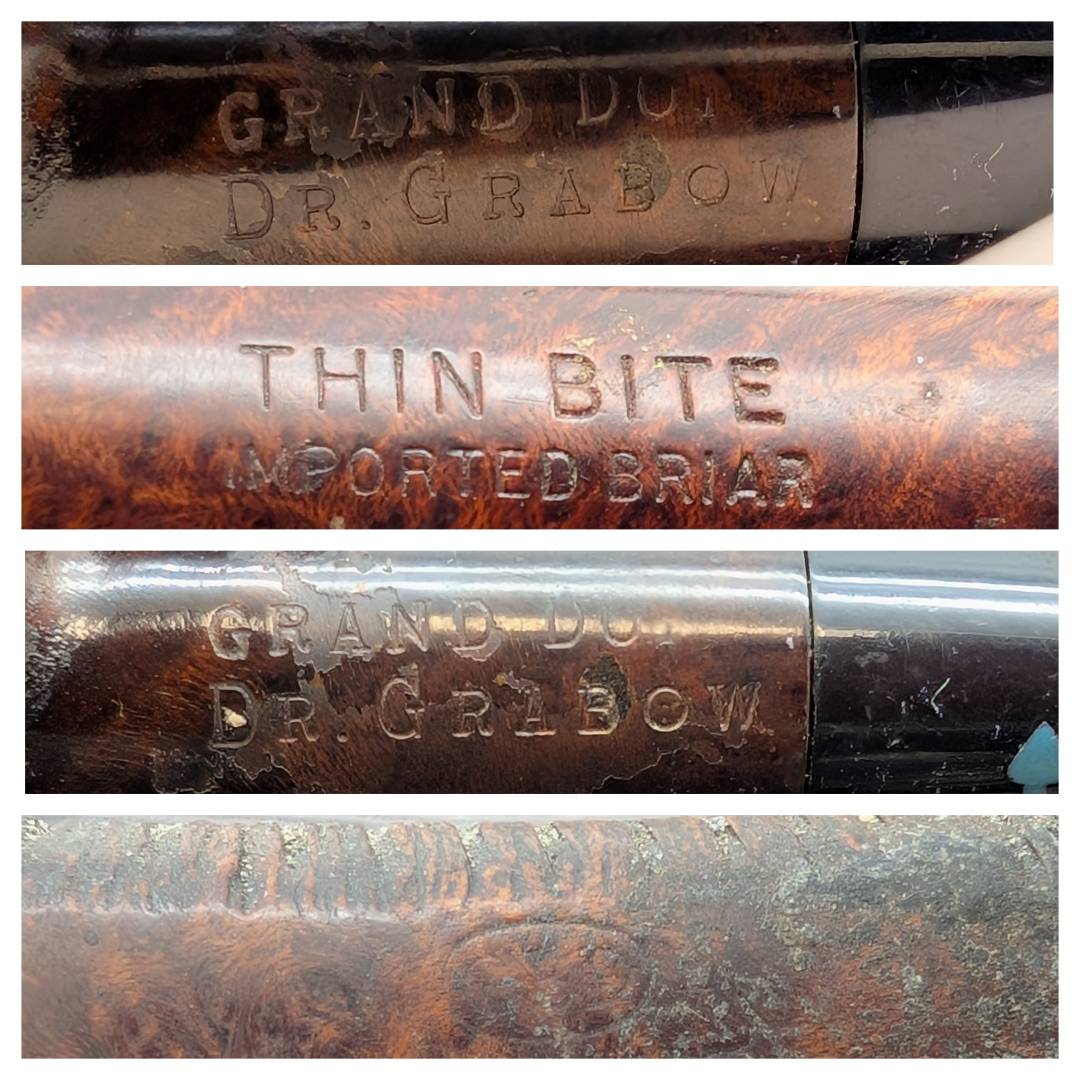 GRAND DU
DR. GRABOW
THIN BITE
IMPORTED BRIAR
GRAND DU
DR. GRABOW